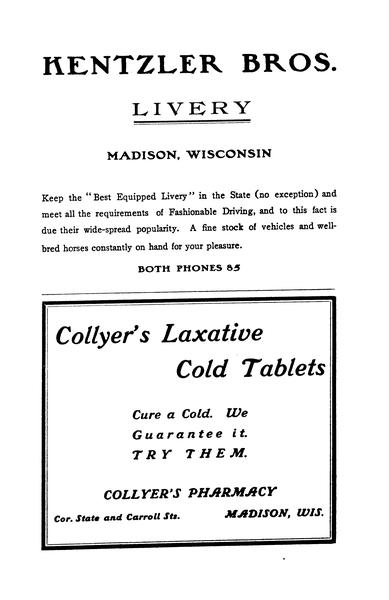 KENTZLER BROS.
LIVERY
MADISON, WISCONSIN
Keep the "Best Equipped Livery" in the State (no exception) and
meet all the requirements of Fashionable Driving, and to this fact is
due their wide-spread popularity. A fine stock of vehicles and well-
bred horses constantly on hand for your pleasure.
BOTH PHONES 85
Collyer's Laxative
Cold Tablets
Cure a Cold. We
Guarantee it.
TRY THEM.
COLLYER'S PHARMACY
Cor. State and Carroll Sts. MADISON, WIS.